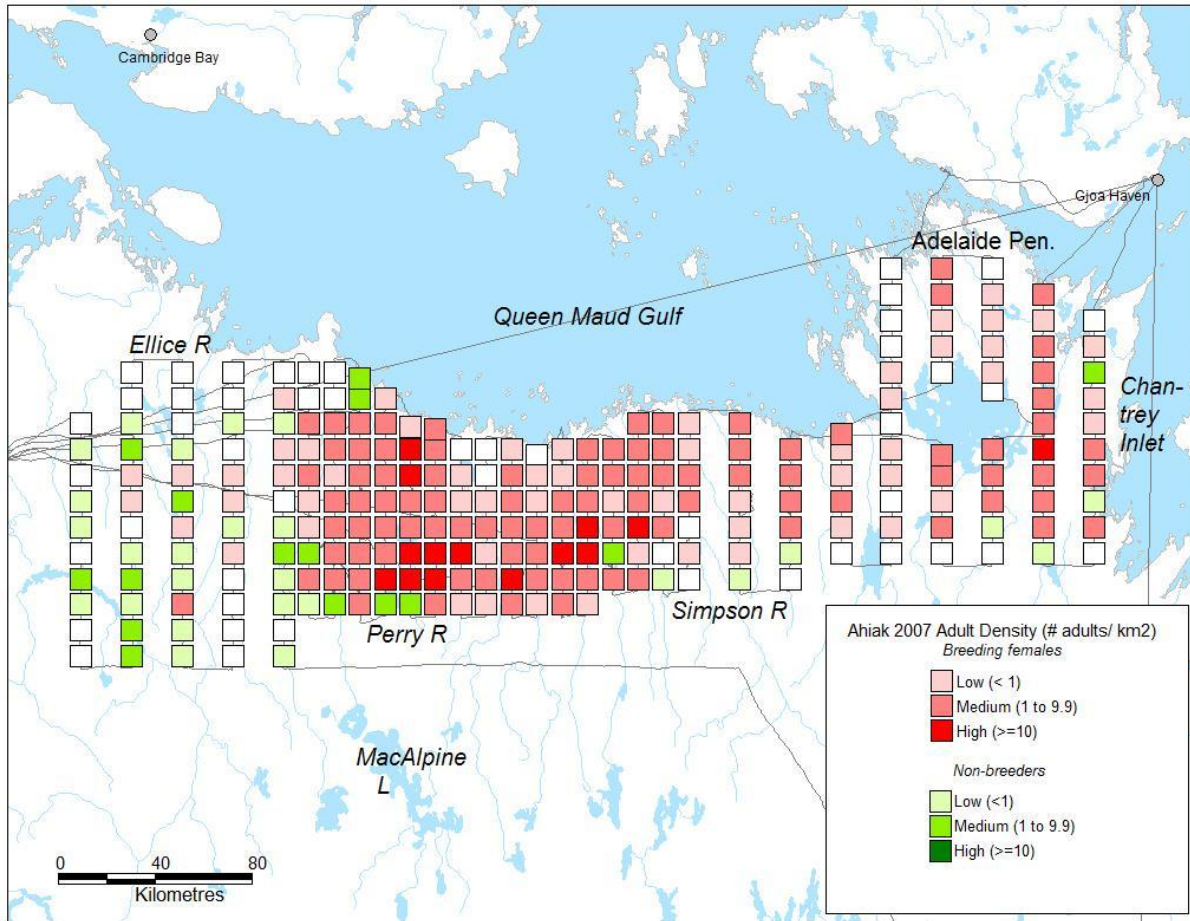 Cambridge Bay
Gjoa Haven
Adelaide Pen.
Queen Maud Gulf
Ellice R
Chan-
trey
Inlet
Simpson R
Perry R
MacAlpine
L
Ahiak 2007 Adult Density (# adults/ km2)
Breeding females
Low (< 1)
Medium (1 to 9.9)
High (>=10)
Non-breeders
Low (<1)
Medium (1 to 9.9)
High (>=10)
0 40 80
Kilometres